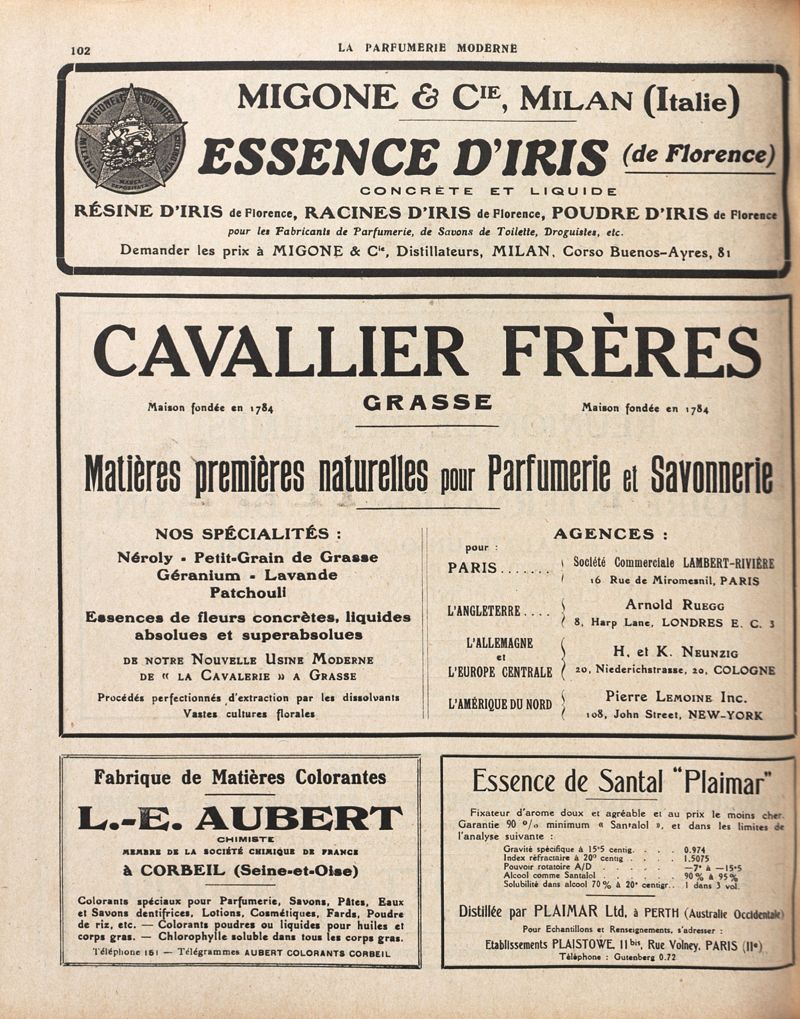 102
LA PARFUMERIE MODERNE
MIGONE & CIE, MILAN (Italie)
ESSENCE D'IRIS (de Florence)
CONCRÈTE ET LIQUIDE
RÉSINE D'IRIS de Florence, RACINES D'IRIS de Florence, POUDRE D'IRIS de Florence
pour les Fabricants de Parfumerie, de Savons de Toilette, Droguistes, etc.
Demander les prix à MIGONE & Cie, Distillateurs, MILAN, Corso Buenos-Ayres, 81
CAVALLIER FRÈRES
Maison fondée en 1784 GRASSE Maison fondée en 1784
Matières premières naturelles pour Parfumerie et Savonnerie
NOS SPÉCIALITÉS :
Néroly - Petit-Grain de Grasse
Géranium - Lavande
Patchouli
Essences de fleurs concrètes, liquides
absolues et superabsolues
DE NOTRE NOUVELLE USINE MODERNE
DE “ LA CAVALERIE » A GRASSE
Procédés perfectionnés d'extraction par les dissolvants
Vastes cultures florales
AGENCES :
pour :
PARIS....... Société Commerciale LAMBERT-RIVIÈRE
16 Rue de Miromesnil, PARIS
L'ANGLETERRE.... Arnold RUEGG
8, Harp Lane, LONDRES E. C. 3
L'ALLEMAGNE
et
L'EUROPE CENTRALE H. et K. NEUNZIG
20, Niederichstrasse, 20, COLOGNE
L'AMÉRIQUE DU NORD Pierre LEMOINE Inc.
108, John Street, NEW-YORK
Fabrique de Matières Colorantes
L.-E. AUBERT
CHIMISTE
MEMBRE DE LA SOCIÉTÉ CHIMIQUE DE FRANCE
à CORBEIL (Seine-et-Oise)
Colorants spéciaux pour Parfumerie, Savons, Pâtes, Eaux
et Savons dentifrices, Lotions, Cosmétiques, Fards, Poudre
de riz, etc. — Colorants poudres ou liquides pour huiles et
corps gras. — Chlorophylle soluble dans tous les corps gras.
Téléphone 151 — Télégrammes AUBERT COLORANTS CORBEIL
Essence de Santal “Plaimar”
Fixateur d'arome doux et agréable et au prix le moins cher.
Garantie 90 % minimum « Santalol », et dans les limites de
l'analyse suivante :
Gravité spécifique à 15°5 centig. . . . 0.974
Index réfractaire à 20° centig . . . . 1.5075
Pouvoir rotatoire A/D . . . . . . —7° à —15°5
Alcool comme Santalol . . . . . . 90 % à 95 %
Solubilité dans alcool 70 % à 20° centigr.. 1 dans 3 vol.
Distillée par PLAIMAR Ltd, à PERTH (Australie Occidentale)
Pour Echantillons et Renseignements, s'adresser :
Etablissements PLAISTOWE, 11bis, Rue Volney, PARIS (IIe)
Téléphone : Gutenberg 0.72